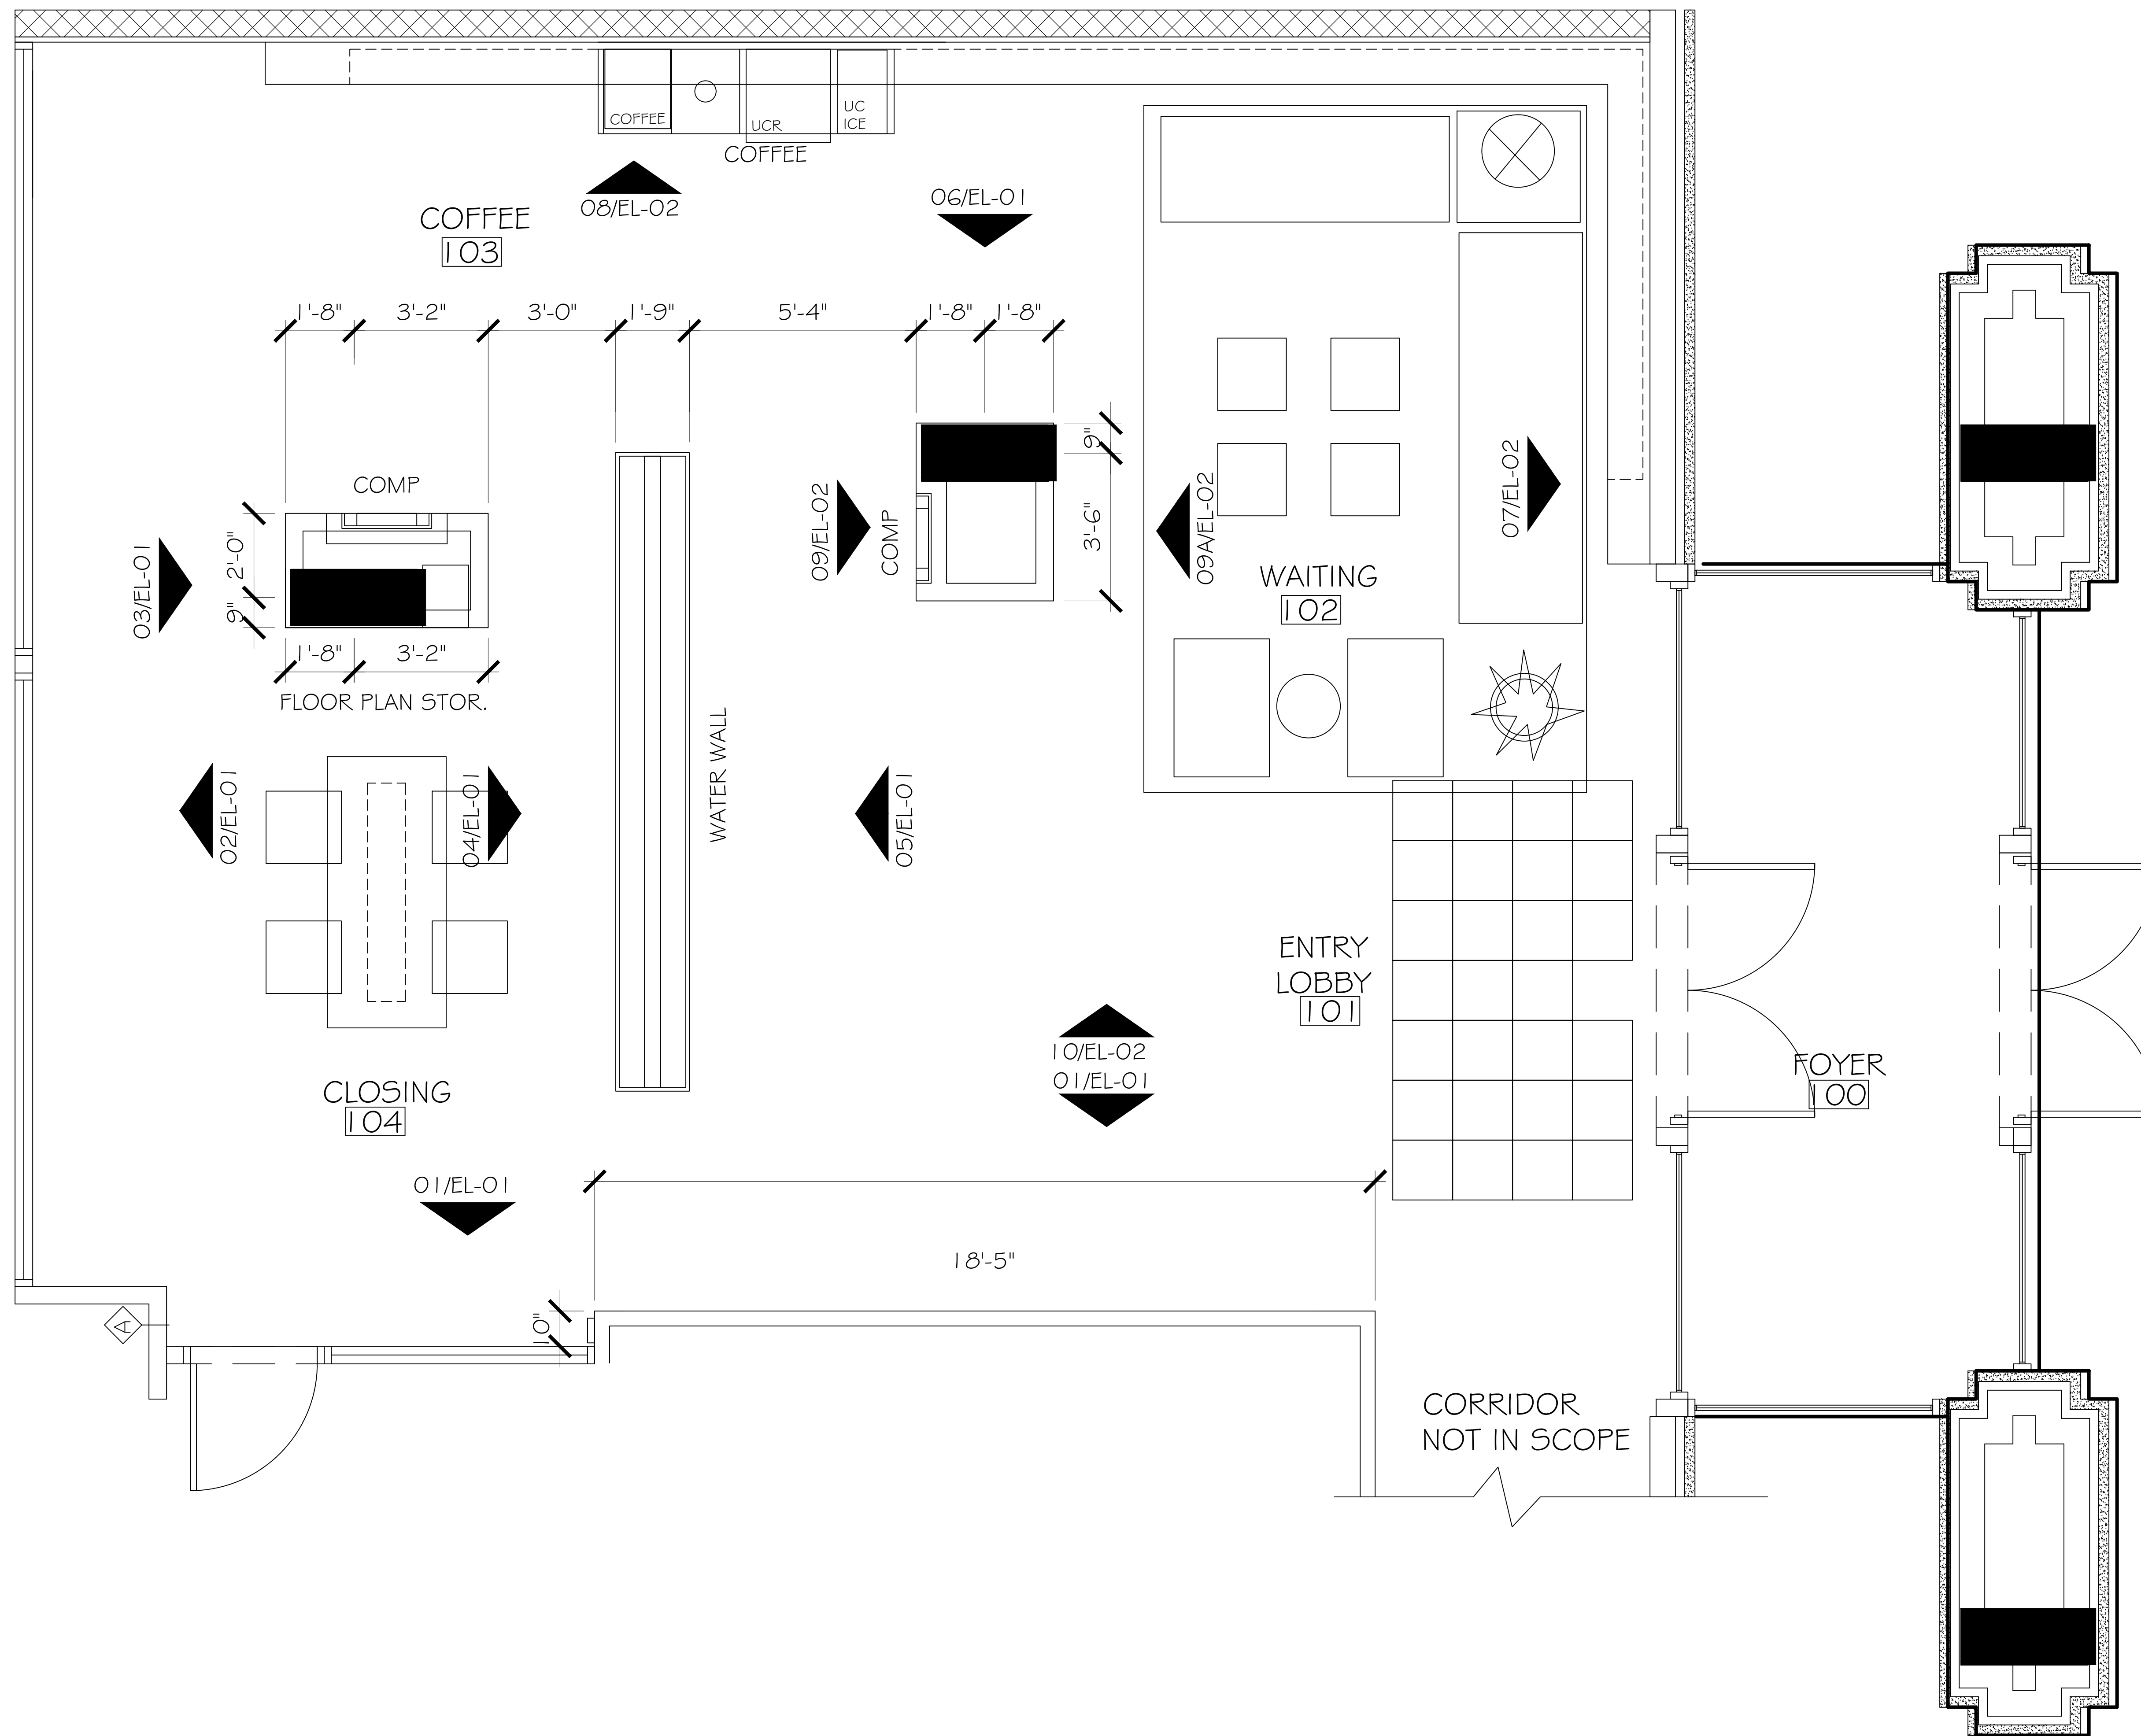 COFFEE
UCR
UC
ICE
COFFEE
08/EL-02
06/EL-01
COFFEE
103
1'-8"
3'-2"
3'-0"
1'-9"
5'-4"
1'-8"
1'-8"
9"
3'-6"
COMP
2'-0"
9"
03/EL-01
1'-8"
3'-2"
FLOOR PLAN STOR.
09/EL-02
COMP
09A/EL-02
07/EL-02
WAITING
102
WATER WALL
02/EL-01
04/EL-01
05/EL-01
ENTRY
LOBBY
101
10/EL-02
01/EL-01
FOYER
100
CLOSING
104
01/EL-01
18'-5"
10"
A
CORRIDOR
NOT IN SCOPE